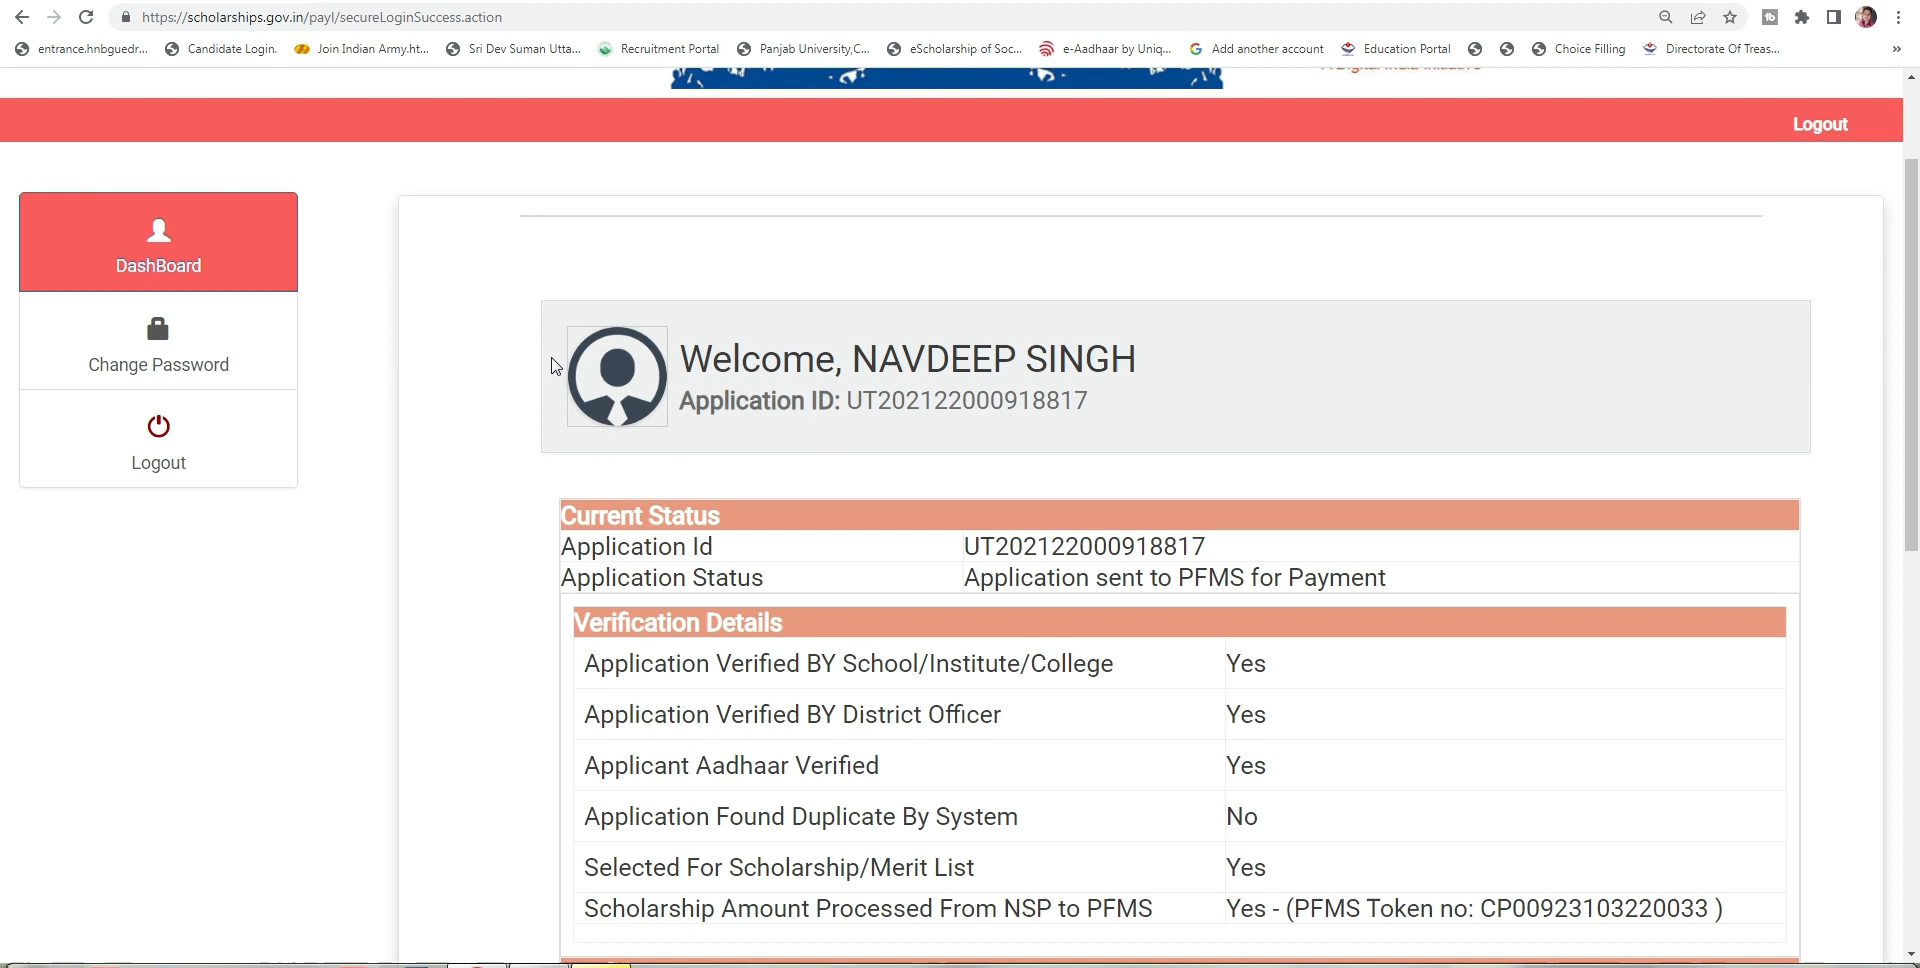 https://scholarships.gov.in/payl/secureLoginSuccess.action
entrance.hnbguedr... Candidate Login. Join Indian Army.ht... Sri Dev Suman Utta... Recruitment Portal Panjab University,C... eScholarship of Soc... e-Aadhaar by Uniq... Add another account Education Portal Choice Filling Directorate Of Treas... »
Logout
DashBoard
Change Password
Logout
Welcome, NAVDEEP SINGH
Application ID: UT202122000918817
Current Status
Application Id UT202122000918817
Application Status Application sent to PFMS for Payment
Verification Details
Application Verified BY School/Institute/College Yes
Application Verified BY District Officer Yes
Applicant Aadhaar Verified Yes
Application Found Duplicate By System No
Selected For Scholarship/Merit List Yes
Scholarship Amount Processed From NSP to PFMS Yes - (PFMS Token no: CP00923103220033 )